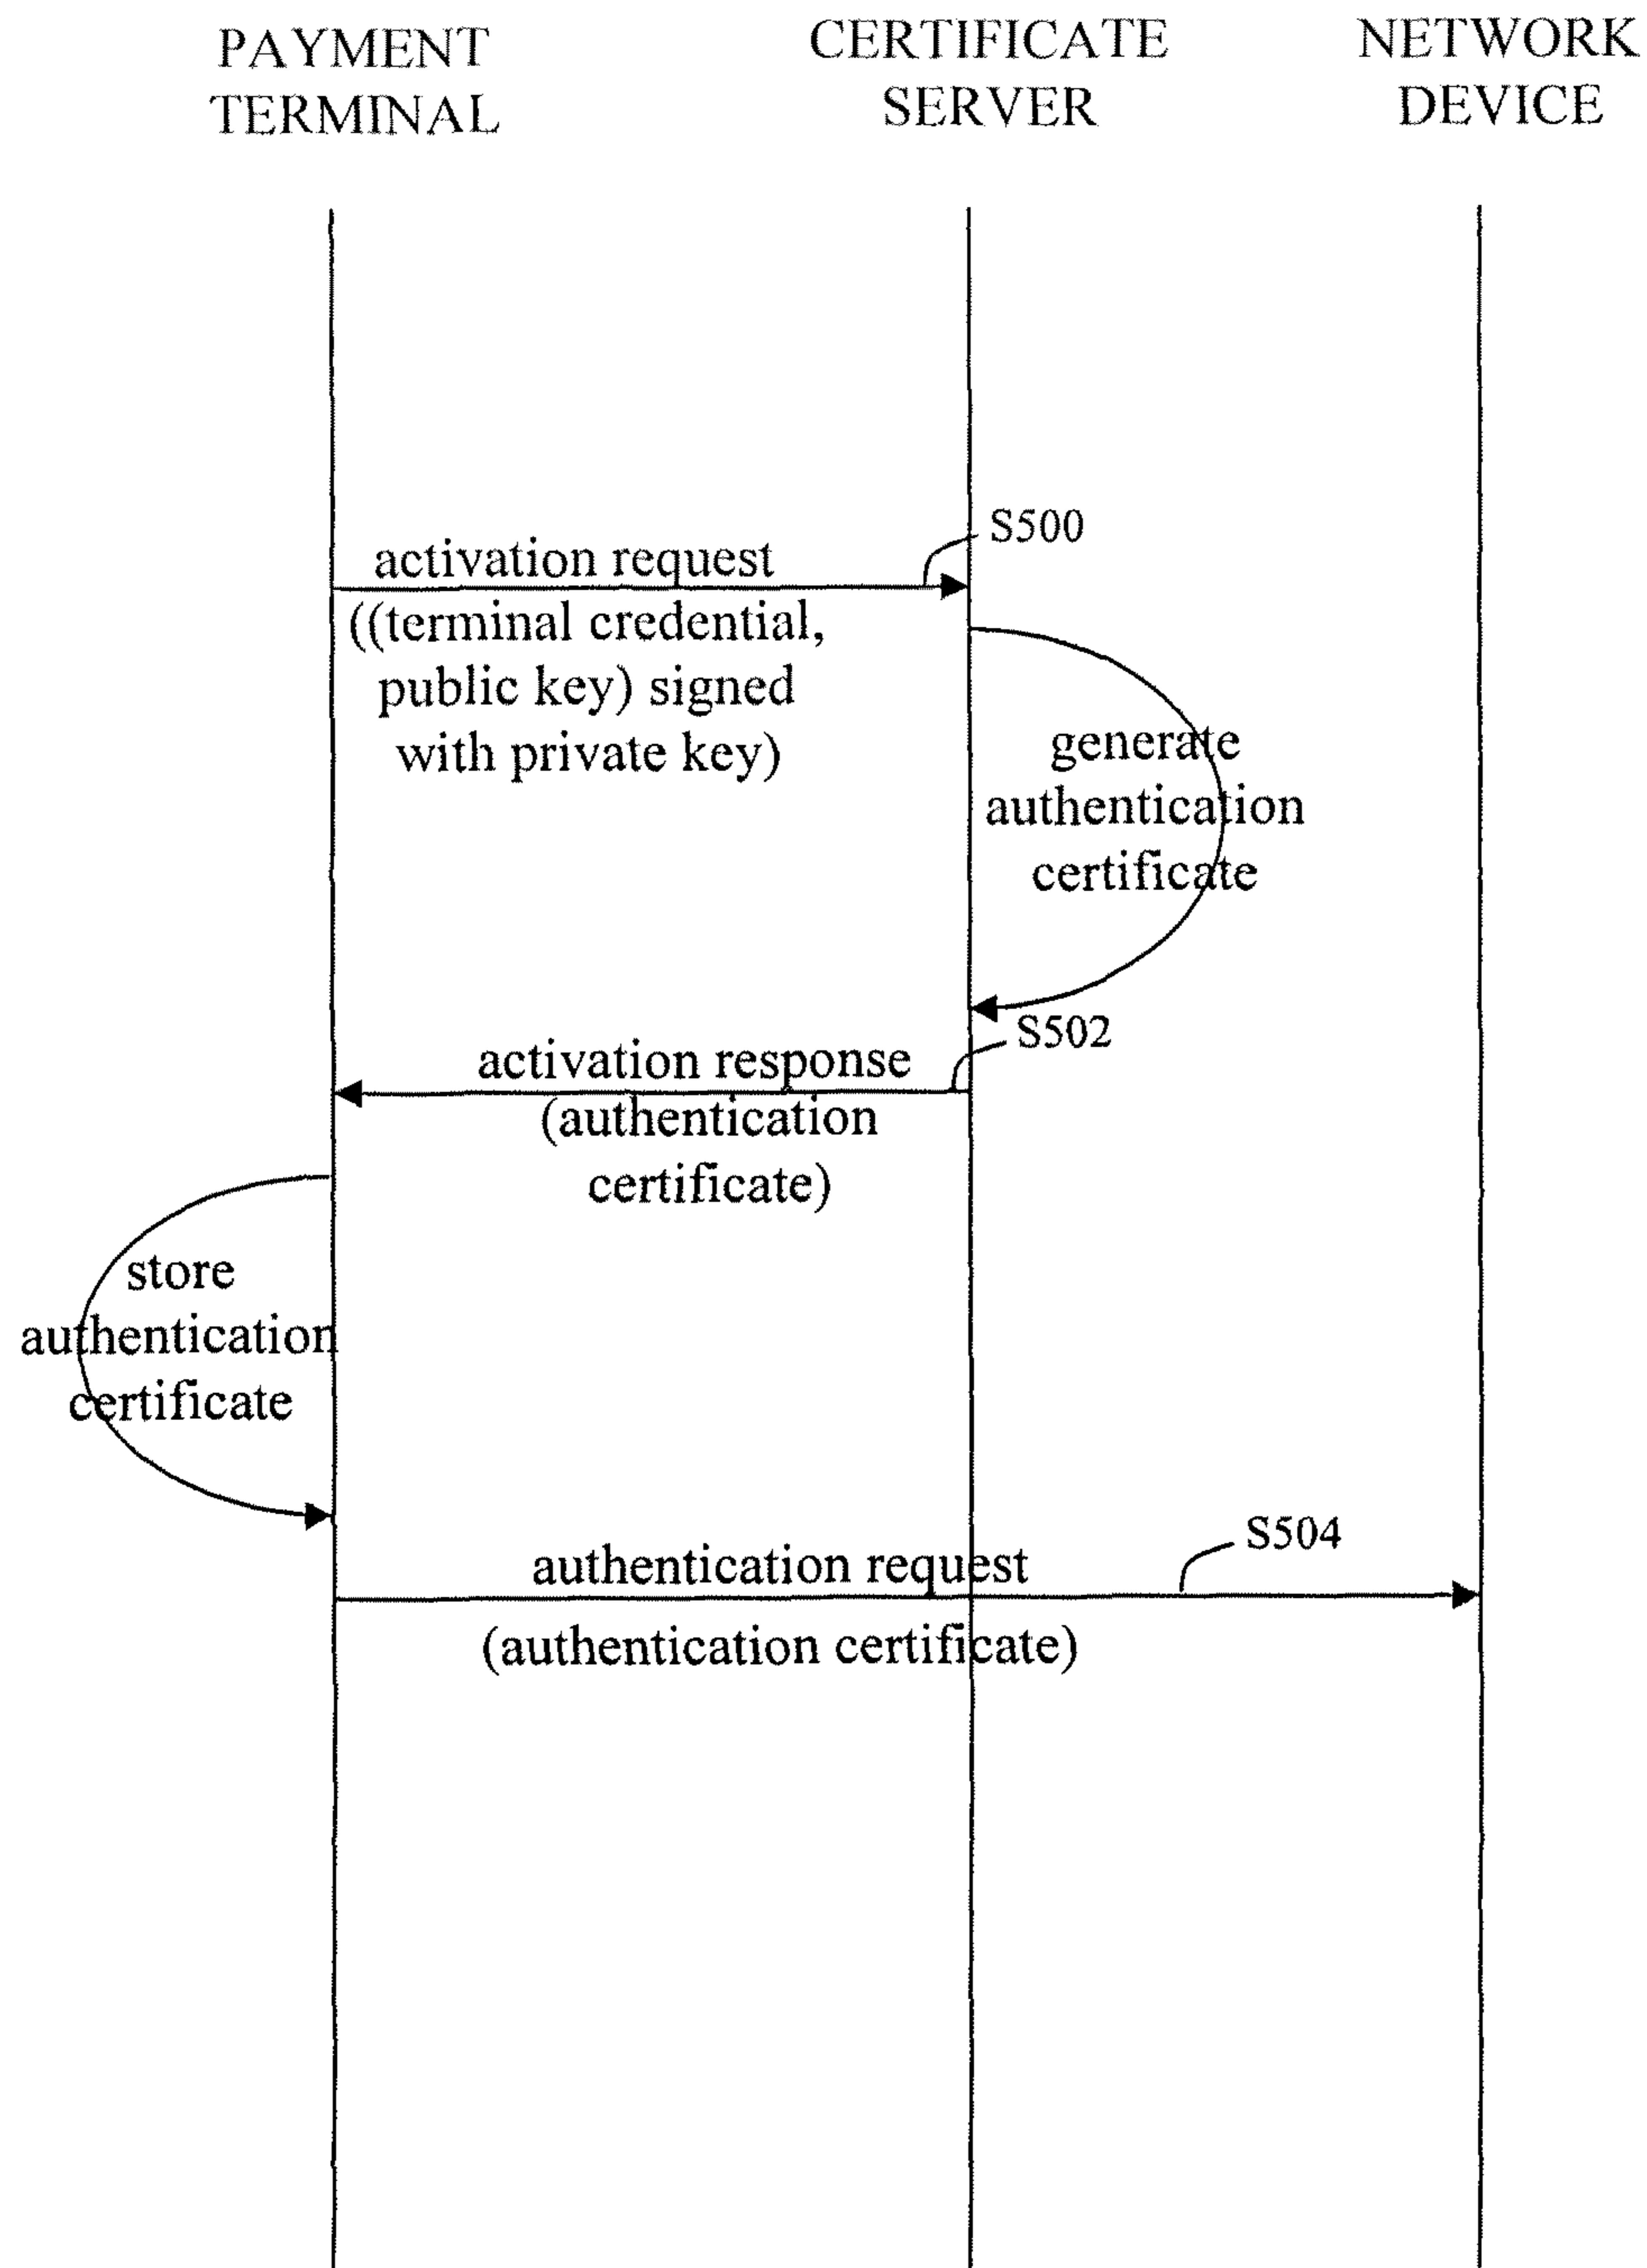 PAYMENT
TERMINAL
CERTIFICATE
SERVER
NETWORK
DEVICE
S500
activation request
((terminal credential,
public key) signed
with private key)
generate
authentication
certificate
S502
activation response
(authentication
certificate)
store
authentication
certificate
S504
authentication request
(authentication certificate)